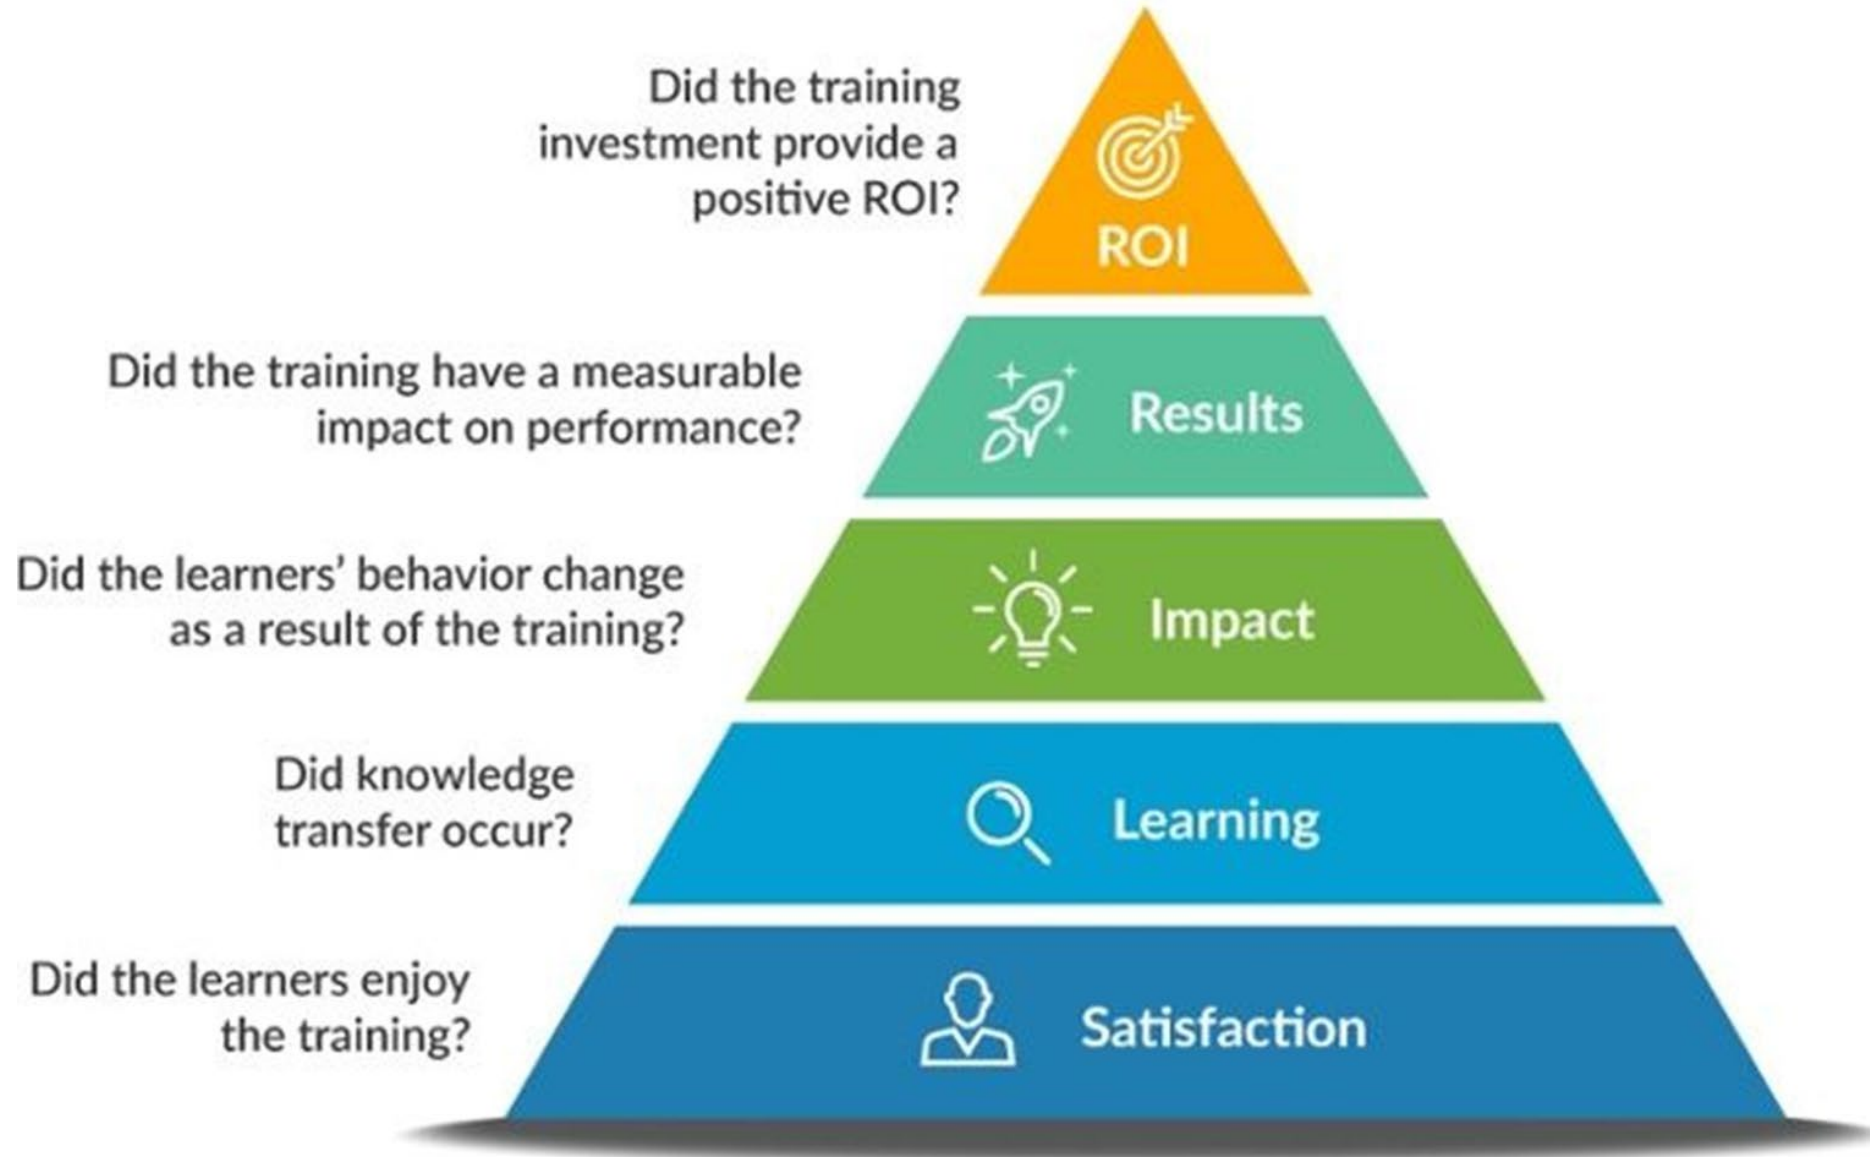 Did the training
investment provide a
positive ROI?
ROI
Did the training have a measurable
impact on performance?
Results
Did the learners’ behavior change
as a result of the training?
Impact
Did knowledge
transfer occur?
Learning
Did the learners enjoy
the training?
Satisfaction